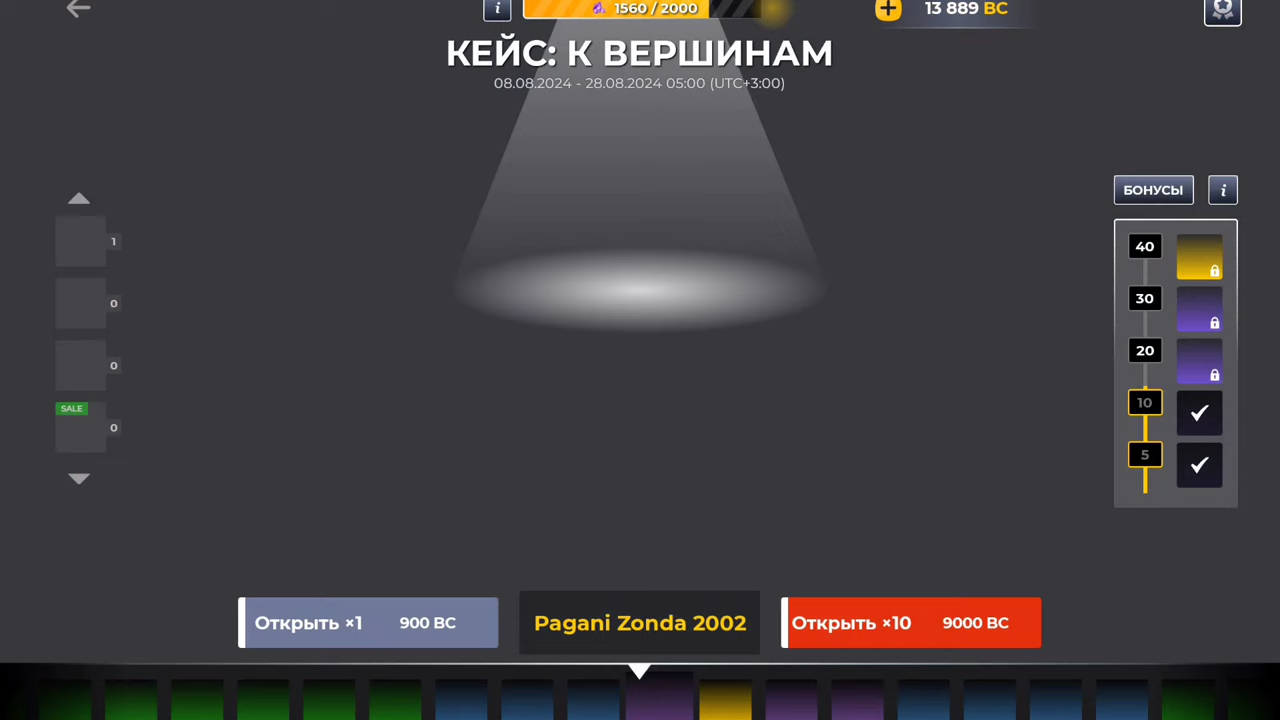 i
1560 / 2000
13 889 BC
КЕЙС: К ВЕРШИНАМ
08.08.2024 - 28.08.2024 05:00 (UTC+3:00)
БОНУСЫ
i
1
0
0
SALE
0
40
30
20
10
5
Открыть ×1 900 BC
Pagani Zonda 2002
Открыть ×10 9000 BC